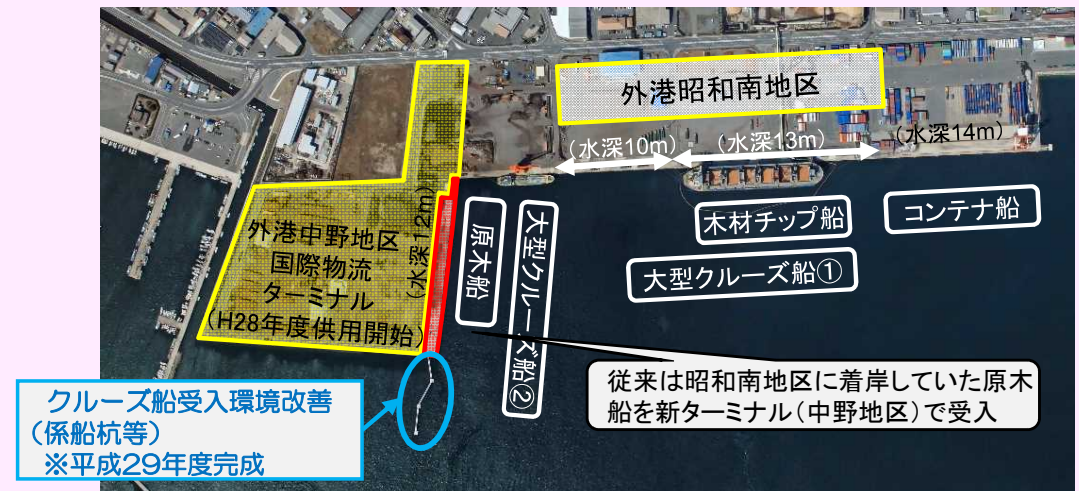 外港昭和南地区
(水深10m)
(水深13m)
(水深14m)
木材チップ船
コンテナ船
大型クルーズ船①
外港中野地区
国際物流
ターミナル
(H28年度供用開始)
(水深12m)
原木船
大型クルーズ船②
従来は昭和南地区に着岸していた原木
船を新ターミナル(中野地区)で受入
クルーズ船受入環境改善
(係船杭等)
※平成29年度完成